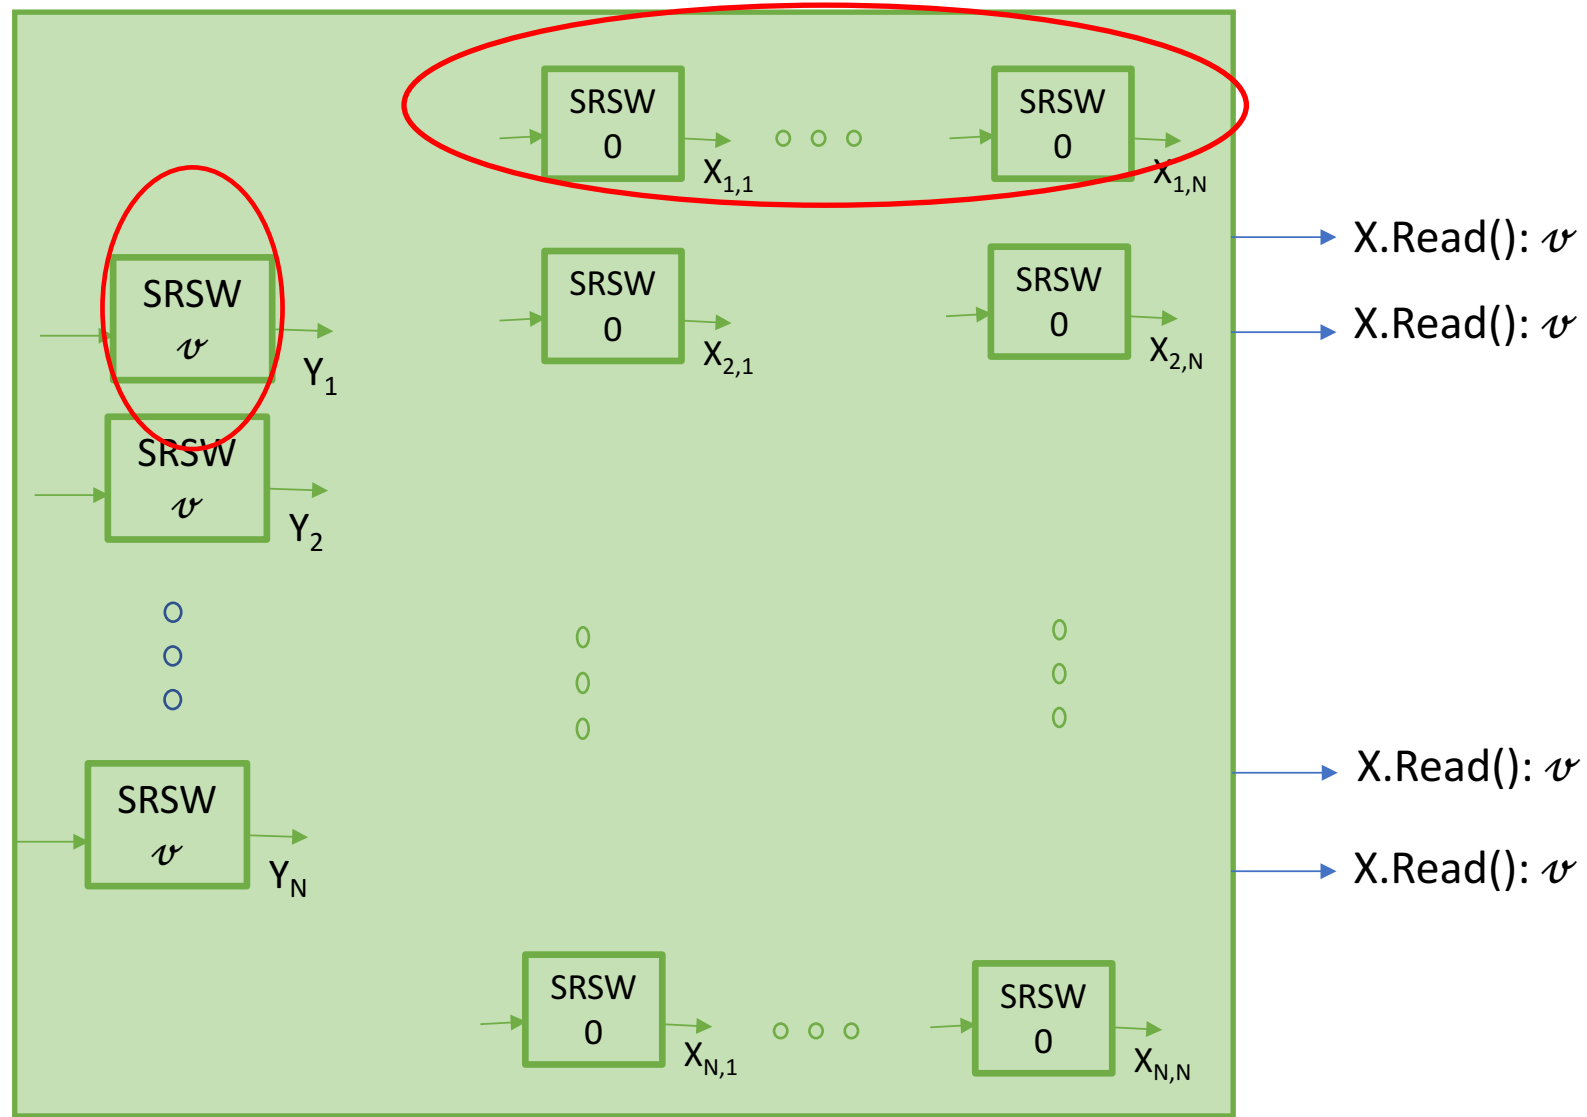 SRSW
0
X1,1
SRSW
0
X1,N
X.Read(): 𝓋
SRSW
𝓋
Y1
SRSW
0
X2,1
SRSW
0
X2,N
X.Read(): 𝓋
SRSW
𝓋
Y2
SRSW
𝓋
YN
X.Read(): 𝓋
X.Read(): 𝓋
SRSW
0
XN,1
SRSW
0
XN,N